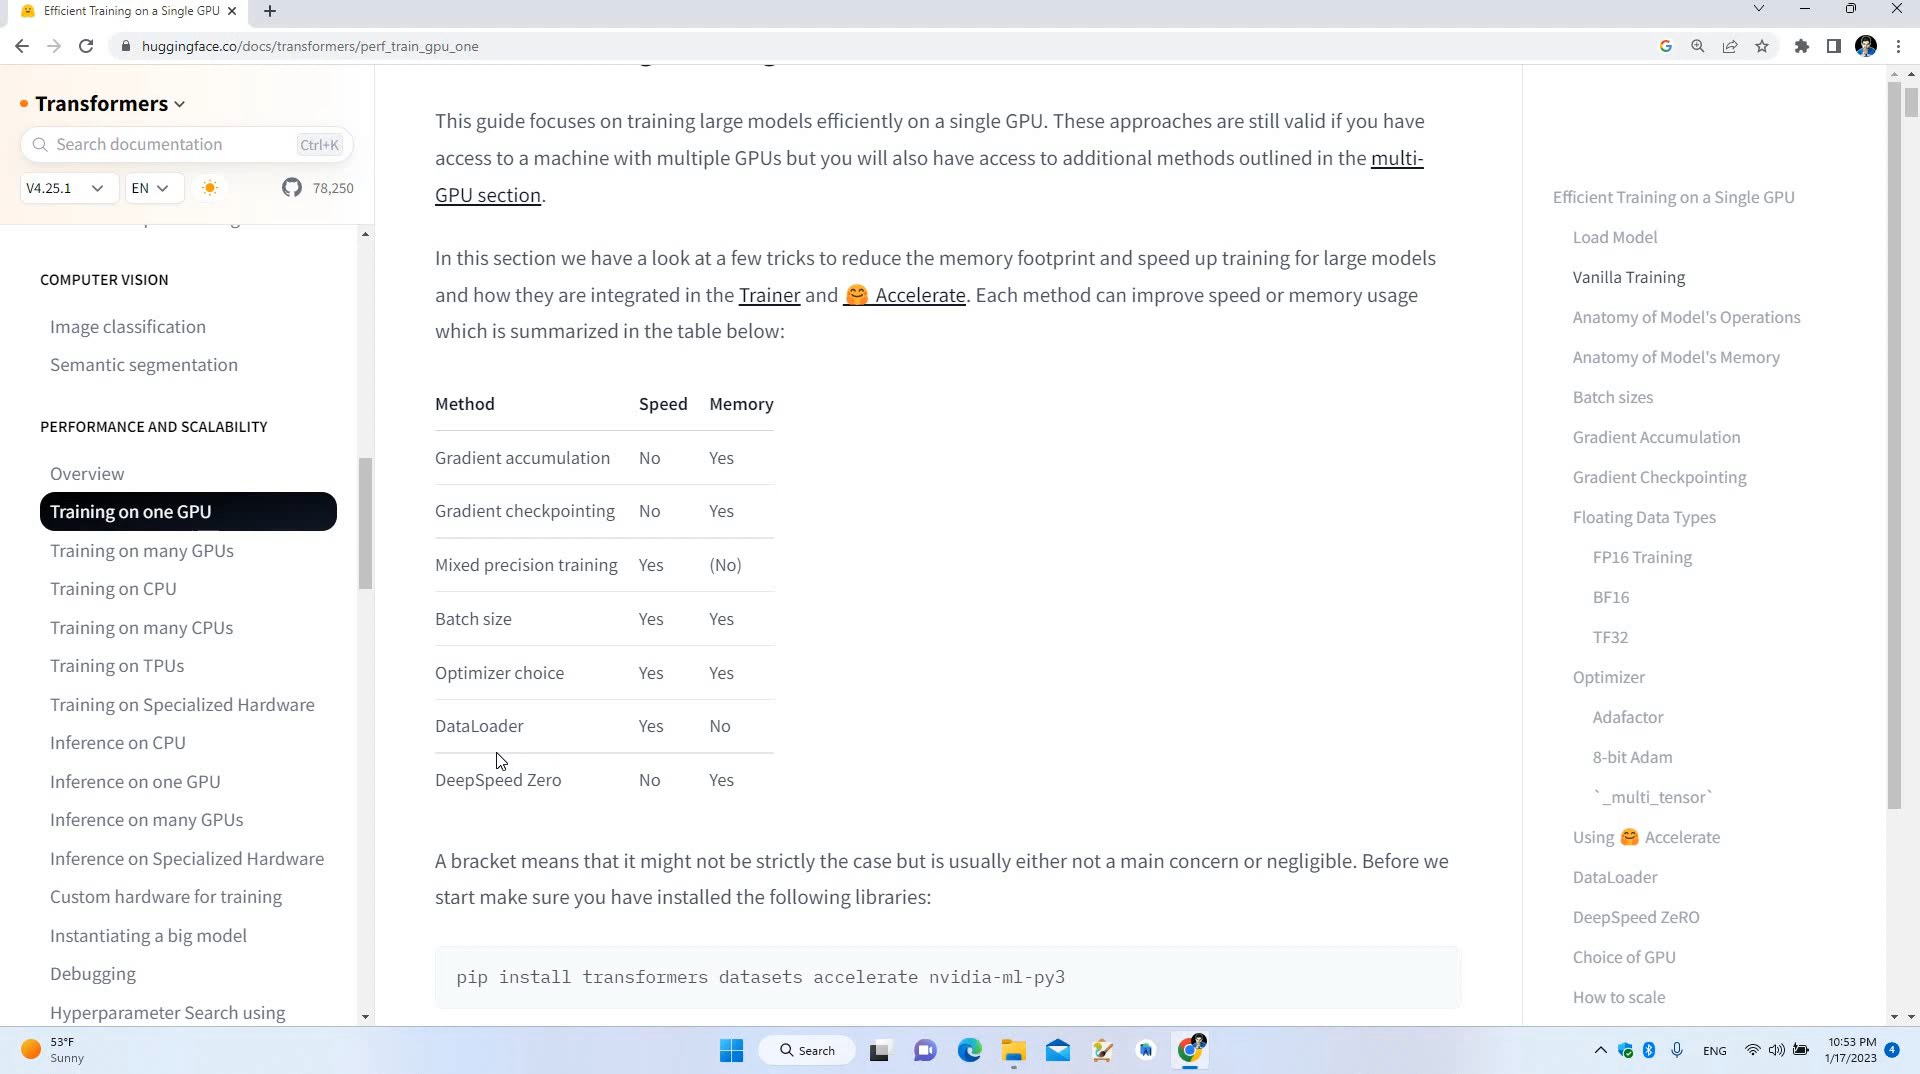 Efficient Training on a Single GPU
huggingface.co/docs/transformers/perf_train_gpu_one
Transformers
Search documentation Ctrl+K
V4.25.1 EN 78,250
COMPUTER VISION
Image classification
Semantic segmentation
PERFORMANCE AND SCALABILITY
Overview
Training on one GPU
Training on many GPUs
Training on CPU
Training on many CPUs
Training on TPUs
Training on Specialized Hardware
Inference on CPU
Inference on one GPU
Inference on many GPUs
Inference on Specialized Hardware
Custom hardware for training
Instantiating a big model
Debugging
Hyperparameter Search using
This guide focuses on training large models efficiently on a single GPU. These approaches are still valid if you have
access to a machine with multiple GPUs but you will also have access to additional methods outlined in the multi-
GPU section.
In this section we have a look at a few tricks to reduce the memory footprint and speed up training for large models
and how they are integrated in the Trainer and 🤗 Accelerate. Each method can improve speed or memory usage
which is summarized in the table below:
Method Speed Memory
Gradient accumulation No Yes
Gradient checkpointing No Yes
Mixed precision training Yes (No)
Batch size Yes Yes
Optimizer choice Yes Yes
DataLoader Yes No
DeepSpeed Zero No Yes
A bracket means that it might not be strictly the case but is usually either not a main concern or negligible. Before we
start make sure you have installed the following libraries:
pip install transformers datasets accelerate nvidia-ml-py3
Efficient Training on a Single GPU
Load Model
Vanilla Training
Anatomy of Model's Operations
Anatomy of Model's Memory
Batch sizes
Gradient Accumulation
Gradient Checkpointing
Floating Data Types
FP16 Training
BF16
TF32
Optimizer
Adafactor
8-bit Adam
`_multi_tensor`
Using 🤗 Accelerate
DataLoader
DeepSpeed ZeRO
Choice of GPU
How to scale
53°F
Sunny
Search
ENG
10:53 PM
1/17/2023
4